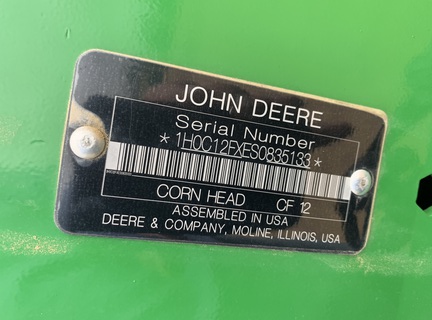 JOHN DEERE
Serial Number
*1H0C12FXES0835133*
CORN HEAD CF 12
ASSEMBLED IN USA
DEERE & COMPANY, MOLINE, ILLINOIS, USA